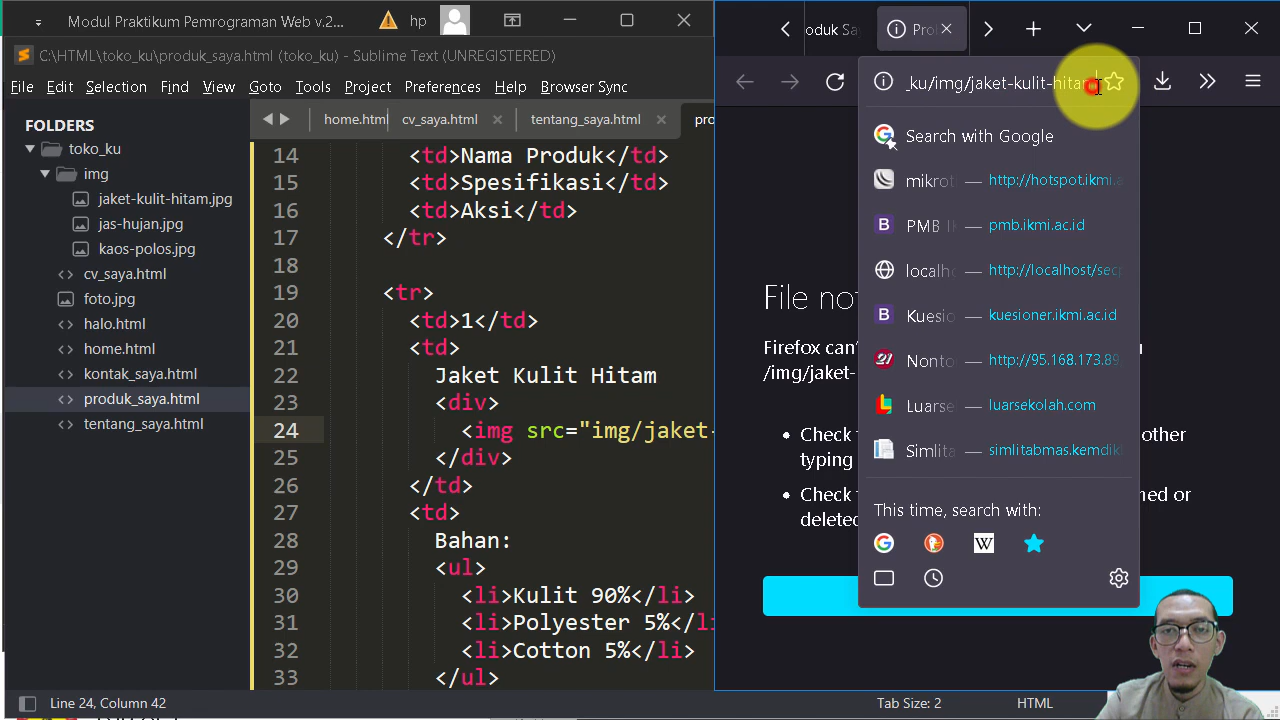 Modul Praktikum Pemrograman Web v.2...
hp
C:\HTML\toko_ku\produk_saya.html (toko_ku) - Sublime Text (UNREGISTERED)
File Edit Selection Find View Goto Tools Project Preferences Help Browser Sync
FOLDERS
toko_ku
img
jaket-kulit-hitam.jpg
jas-hujan.jpg
kaos-polos.jpg
cv_saya.html
foto.jpg
halo.html
home.html
kontak_saya.html
produk_saya.html
tentang_saya.html
home.html cv_saya.html tentang_saya.html pro
14 <td>Nama Produk</td>
15 <td>Spesifikasi</td>
16 <td>Aksi</td>
17 </tr>
18
19 <tr>
20 <td>1</td>
21 <td>
22 Jaket Kulit Hitam
23 <div>
24 <img src="img/jaket-
25 </div>
26 </td>
27 <td>
28 Bahan:
29 <ul>
30 <li>Kulit 90%</li>
31 <li>Polyester 5%</li>
32 <li>Cotton 5%</li>
33 </ul>
Line 24, Column 42
Tab Size: 2
HTML
oduk Sa
Pro
_ku/img/jaket-kulit-hitam
Search with Google
mikrot — http://hotspot.ikmi.a
PMB I — pmb.ikmi.ac.id
localh — http://localhost/sec
Kuesio — kuesioner.ikmi.ac.id
Nonto — http://95.168.173.89
Luarse — luarsekolah.com
Simlita — simlitabmas.kemdik
This time, search with:
File no
Firefox can'
/img/jaket-
u
Check
other
typing
Check
ned or
deleted